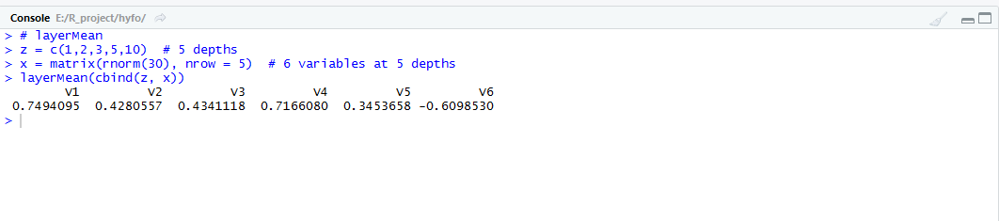 Console E:/R_project/hyfo/
> # layerMean
> z = c(1,2,3,5,10)  # 5 depths
> x = matrix(rnorm(30), nrow = 5)  # 6 variables at 5 depths
> layerMean(cbind(z, x))
V1 V2 V3 V4 V5 V6
0.7494095 0.4280557 0.4341118 0.7166080 0.3453658 -0.6098530
>